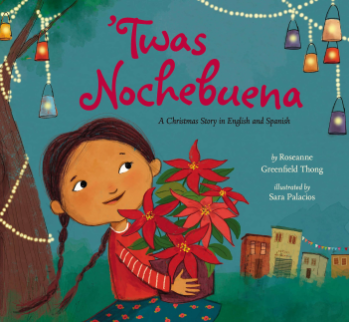 'Twas
Nochebuena
A Christmas Story in English and Spanish
by Roseanne
Greenfield Thong
illustrated by
Sara Palacios